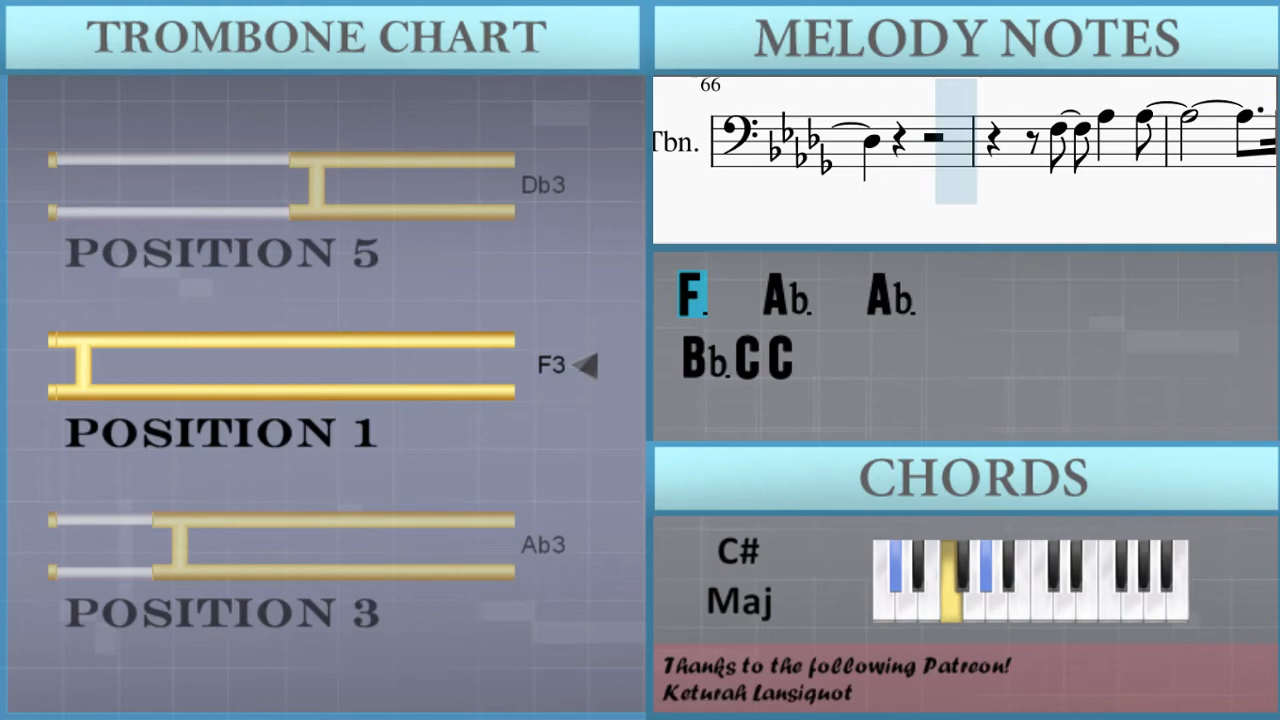 TROMBONE CHART
Db3
POSITION 5
F3
POSITION 1
Ab3
POSITION 3
MELODY NOTES
66
Tbn.
F. Ab. Ab.
Bb. C C
CHORDS
C#
Maj
Thanks to the following Patreon!
Keturah Lansiquot